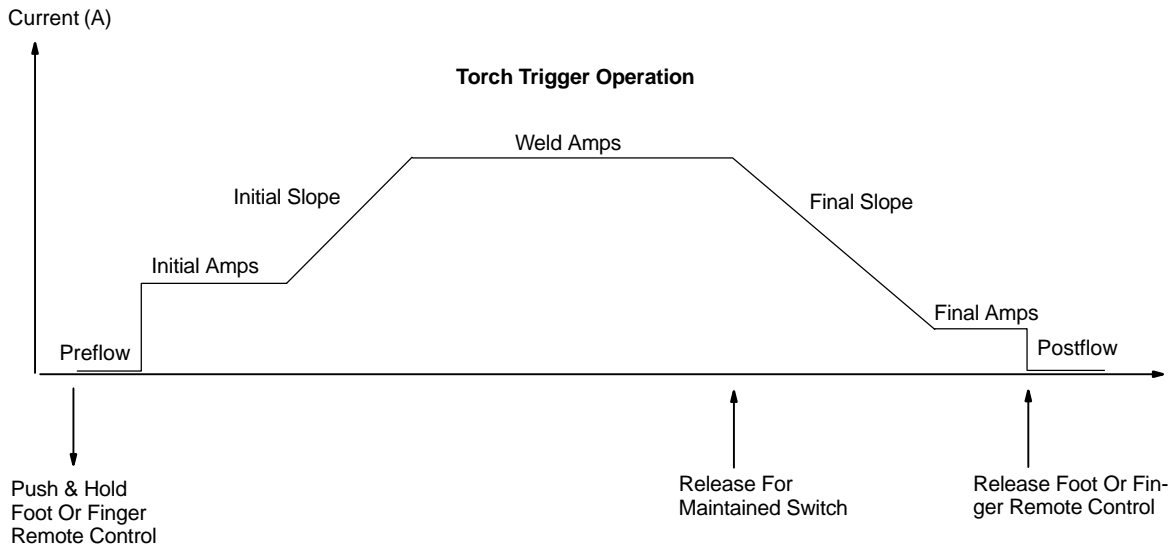 Current (A)
Torch Trigger Operation
Weld Amps
Initial Slope
Final Slope
Initial Amps
Final Amps
Preflow
Postflow
Push & Hold
Foot Or Finger
Remote Control
Release For
Maintained Switch
Release Foot Or Fin-
ger Remote Control